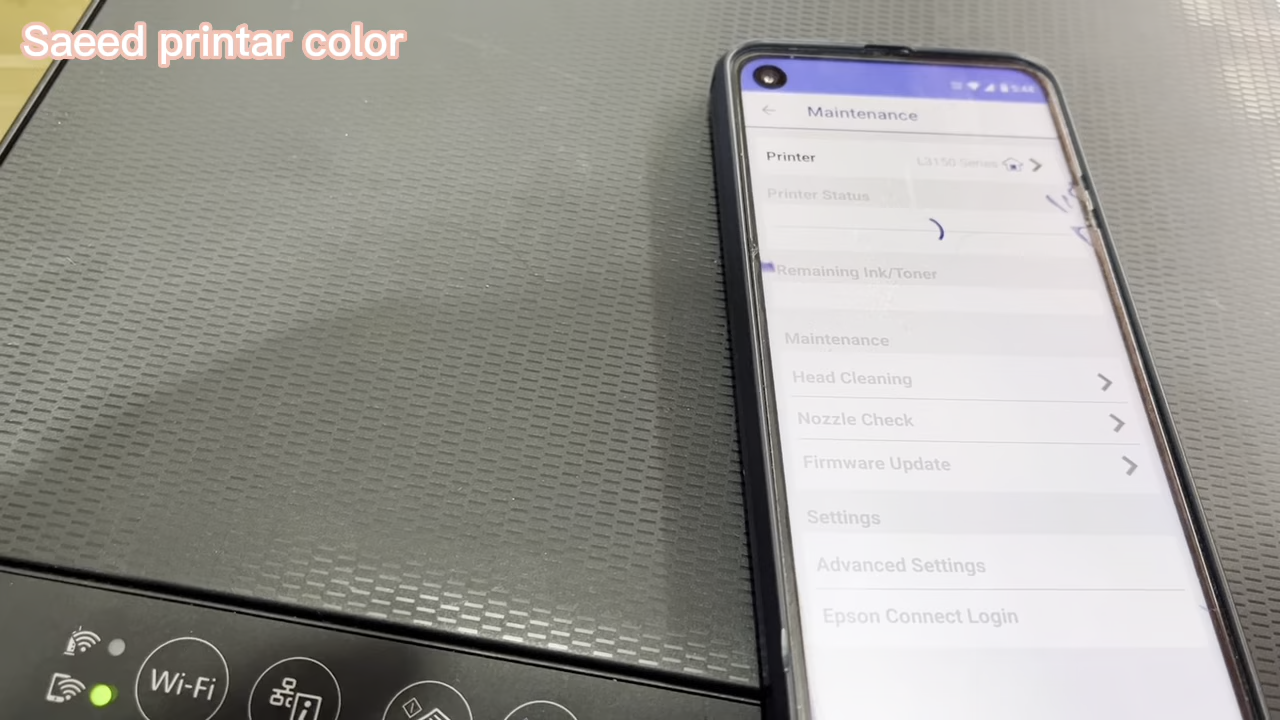 Saeed printar color
Maintenance
Printer
L3150 Series
Printer Status
Remaining Ink/Toner
Maintenance
Head Cleaning
Nozzle Check
Firmware Update
Settings
Advanced Settings
Epson Connect Login
Wi-Fi